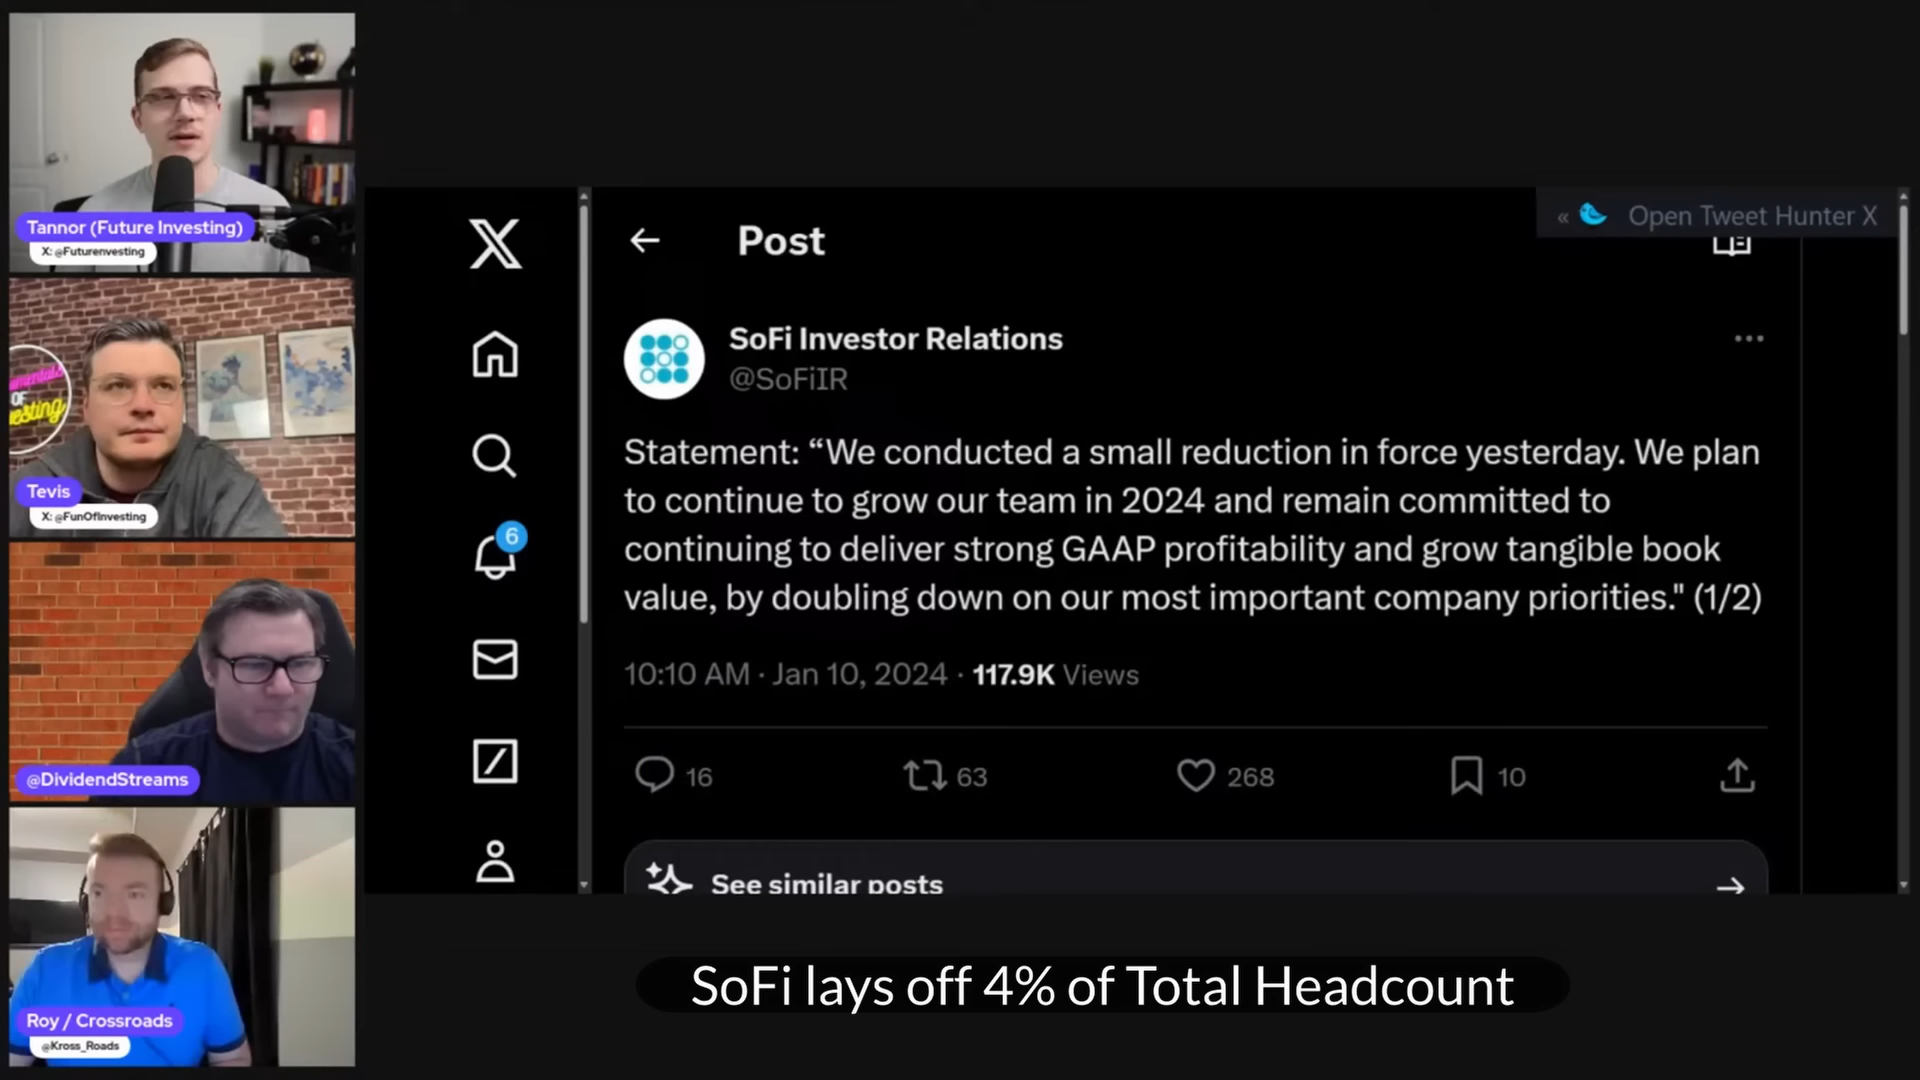 Tannor (Future Investing)
X: @Futurenvesting
OF
Tevis
X: @FunOfInvesting
@DividendStreams
Roy / Crossroads
@Kross_Roads
« Open Tweet Hunter X
Post
SoFi Investor Relations
@SoFiIR
Statement: “We conducted a small reduction in force yesterday. We plan
to continue to grow our team in 2024 and remain committed to
continuing to deliver strong GAAP profitability and grow tangible book
value, by doubling down on our most important company priorities." (1/2)
10:10 AM · Jan 10, 2024 · 117.9K Views
6
16 63 268 10
See similar posts
SoFi lays off 4% of Total Headcount